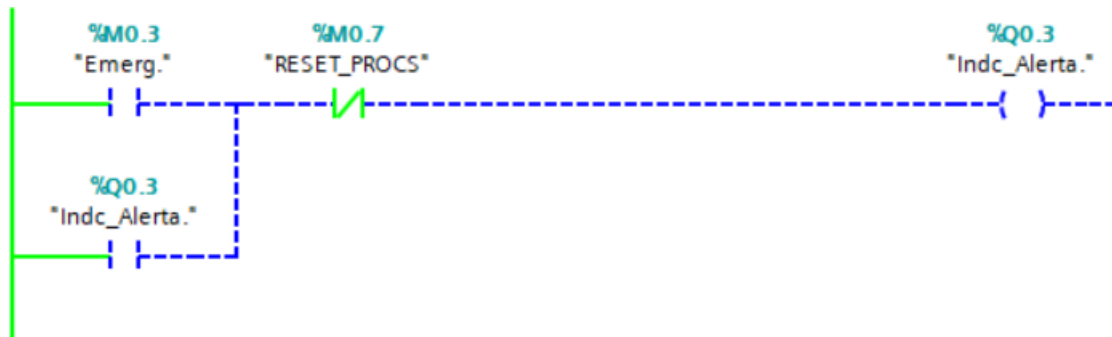 %M0.3 %M0.7 %Q0.3
"Emerg." "RESET_PROCS" "Indc_Alerta."
%Q0.3
"Indc_Alerta."